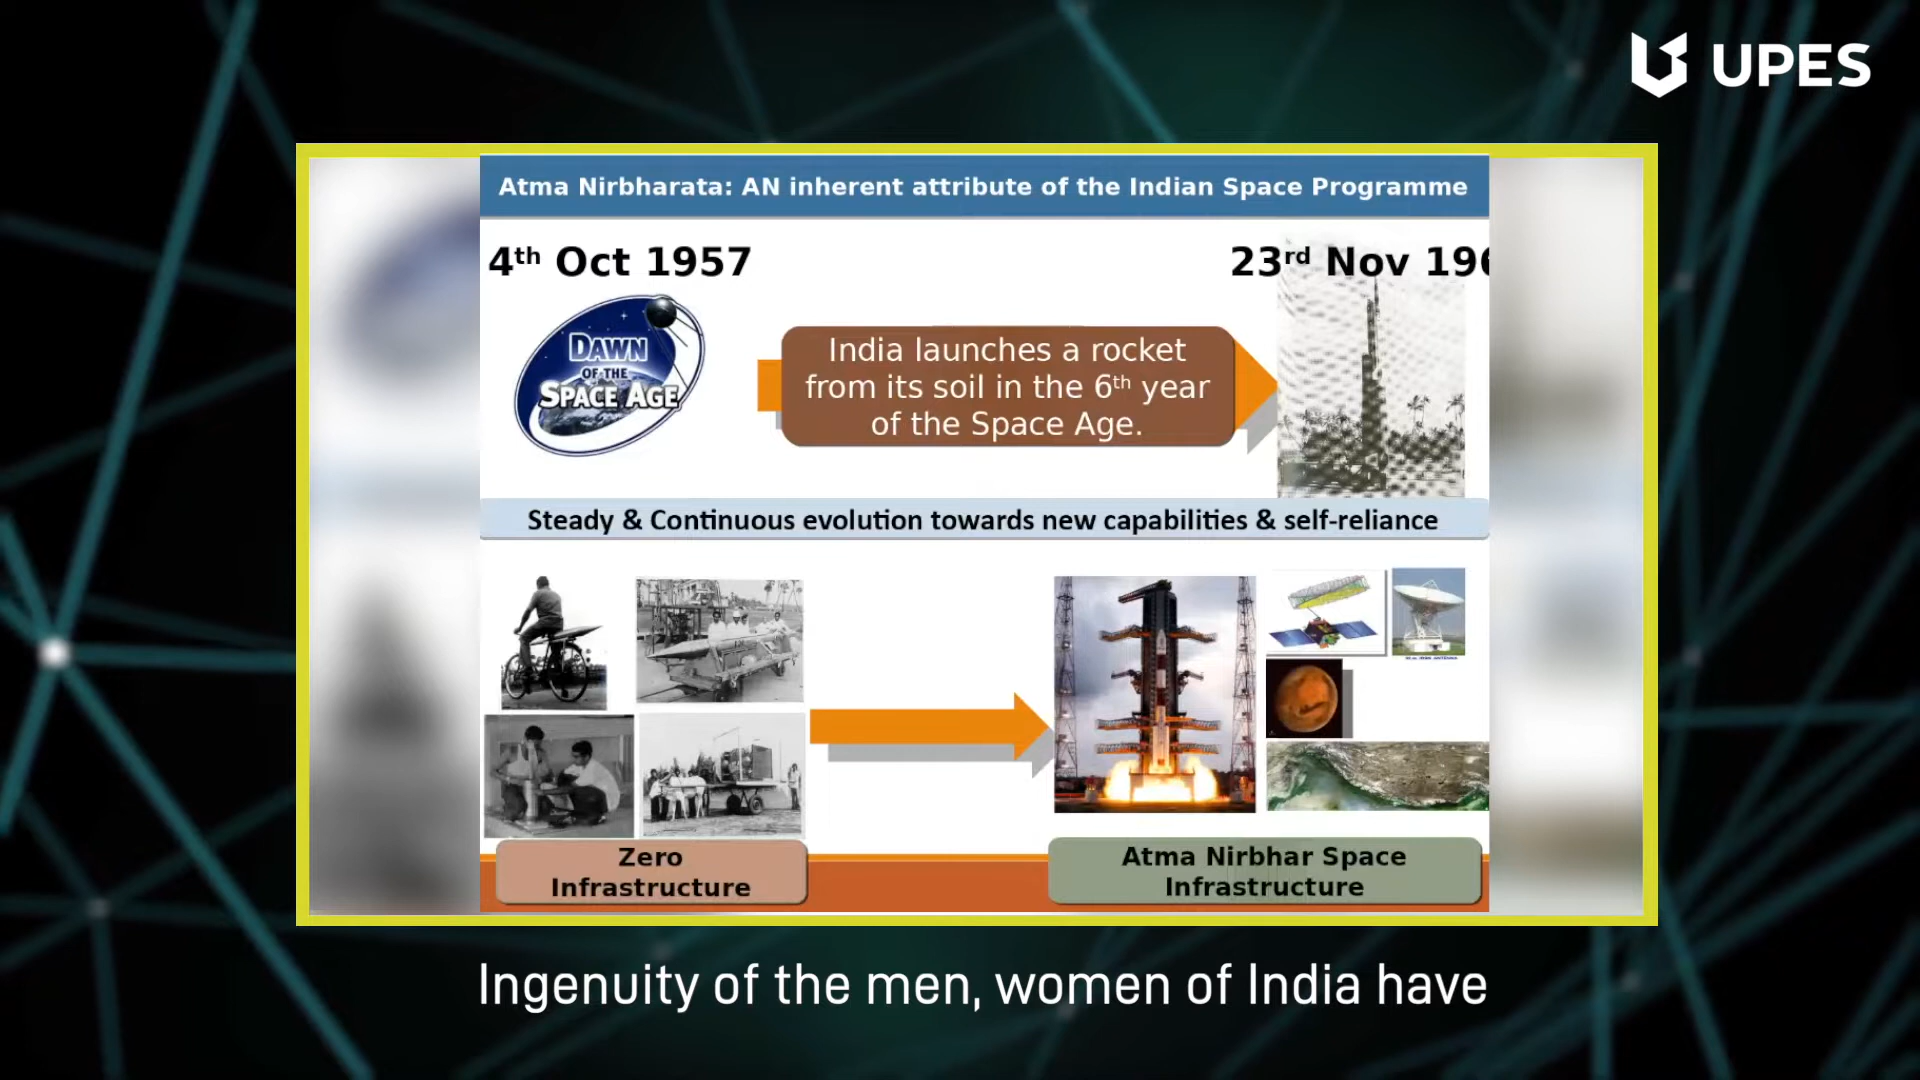 UPES
Atma Nirbharata: AN inherent attribute of the Indian Space Programme
4th Oct 1957
23rd Nov 196
DAWN
OF THE
SPACE AGE
India launches a rocket
from its soil in the 6th year
of the Space Age.
Steady & Continuous evolution towards new capabilities & self-reliance
Zero
Infrastructure
Atma Nirbhar Space
Infrastructure
Ingenuity of the men, women of India have